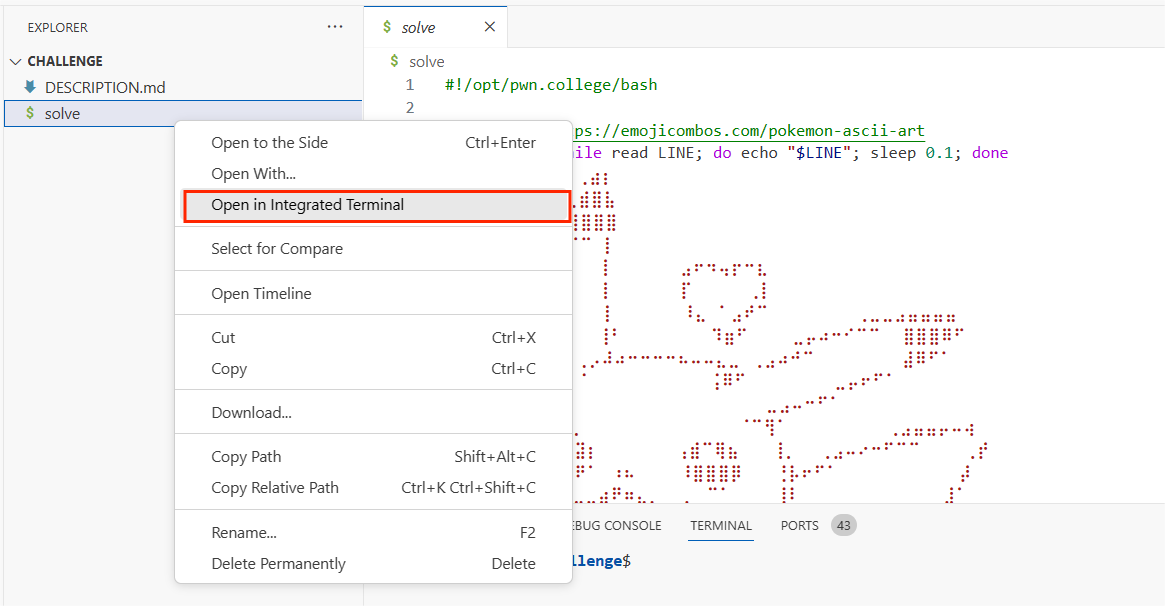 EXPLORER ...
CHALLENGE
DESCRIPTION.md
$ solve
$ solve
$ solve
1 #!/opt/pwn.college/bash
2
ps://emojicombos.com/pokemon-ascii-art
ile read LINE; do echo "$LINE"; sleep 0.1; done
Open to the Side Ctrl+Enter
Open With...
Open in Integrated Terminal
Select for Compare
Open Timeline
Cut Ctrl+X
Copy Ctrl+C
Download...
Copy Path Shift+Alt+C
Copy Relative Path Ctrl+K Ctrl+Shift+C
Rename... F2
Delete Permanently Delete
EBUG CONSOLE TERMINAL PORTS 43
llenge$